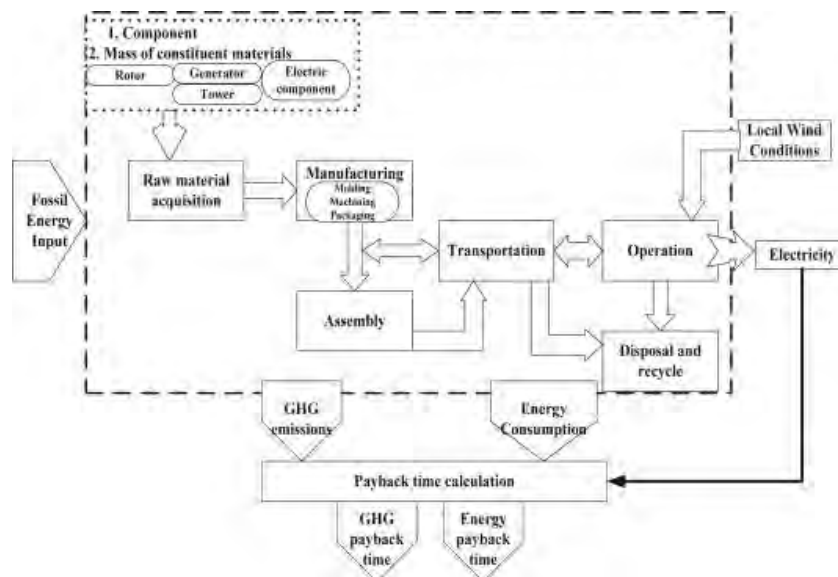 1. Component
2. Mass of constituent materials
Rotor
Generator
Tower
Electric
component
Local Wind
Conditions
Fossil
Energy
Input
Raw material
acquisition
Manufacturing
Molding
Machining
Packaging
Transportation
Operation
Electricity
Assembly
Disposal and
recycle
GHG
emissions
Energy
Consumption
Payback time calculation
GHG
payback
time
Energy
payback
time